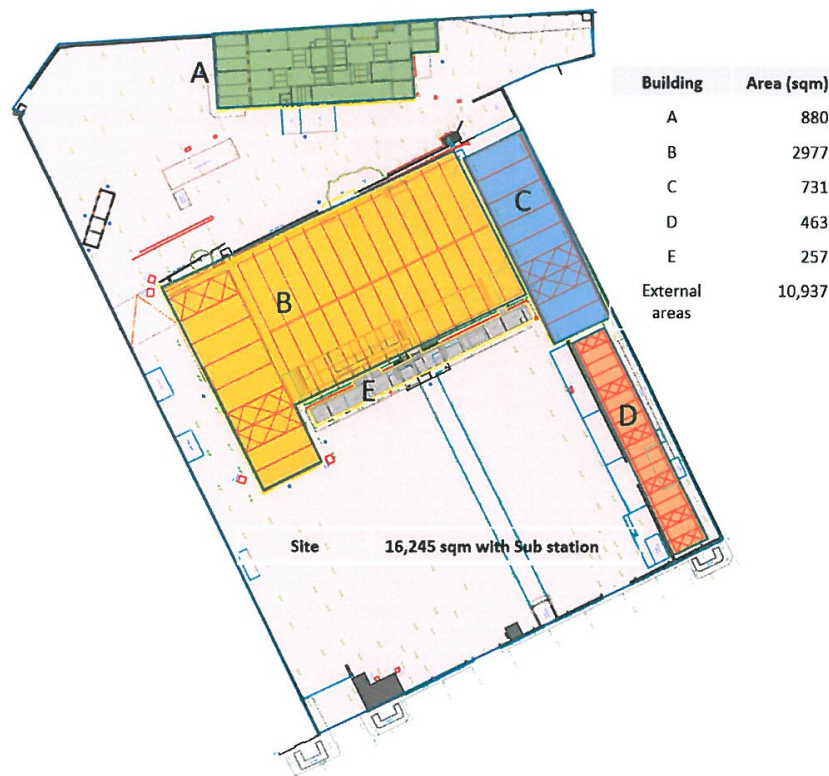 A
Building Area (sqm)
A 880
B 2977
C 731
D 463
E 257
External areas 10,937
C
B
E
D
Site 16,245 sqm with Sub station